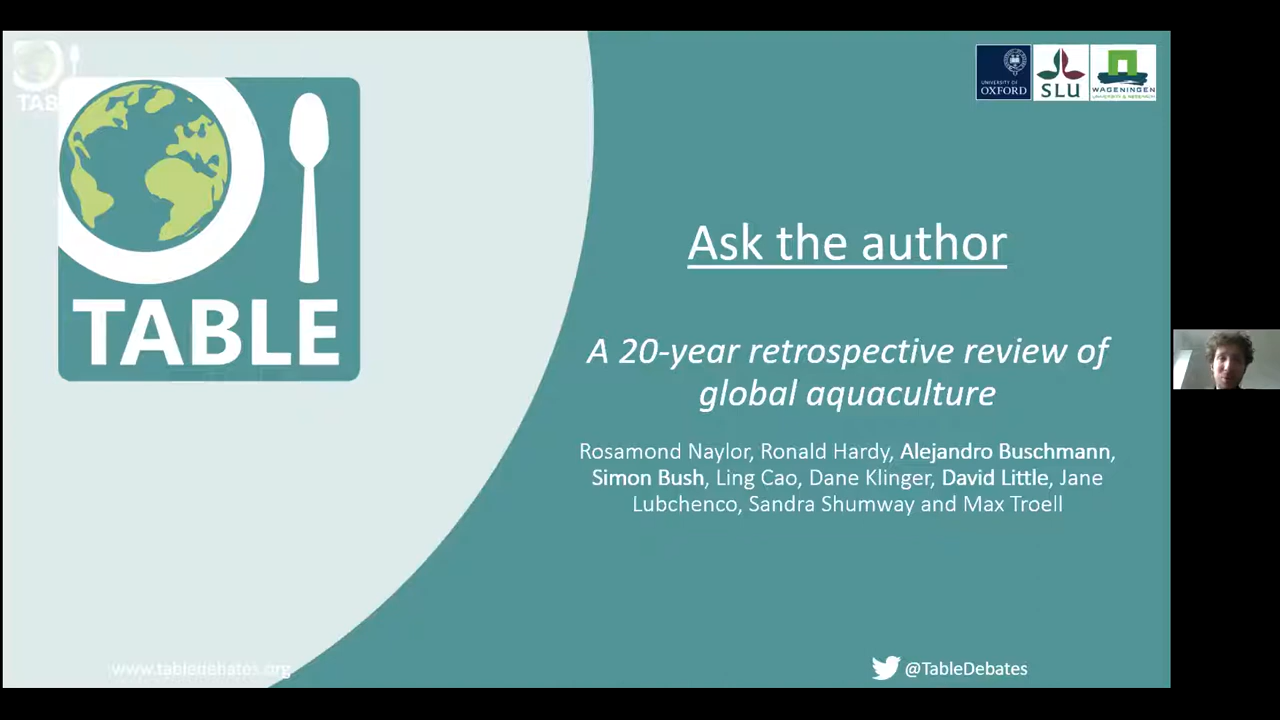 TABLE
UNIVERSITY OF
OXFORD
SLU
WAGENINGEN
UNIVERSITY & RESEARCH
Ask the author
A 20-year retrospective review of
global aquaculture
Rosamond Naylor, Ronald Hardy, Alejandro Buschmann,
Simon Bush, Ling Cao, Dane Klinger, David Little, Jane
Lubchenco, Sandra Shumway and Max Troell
www.tabledebates.org
@TableDebates